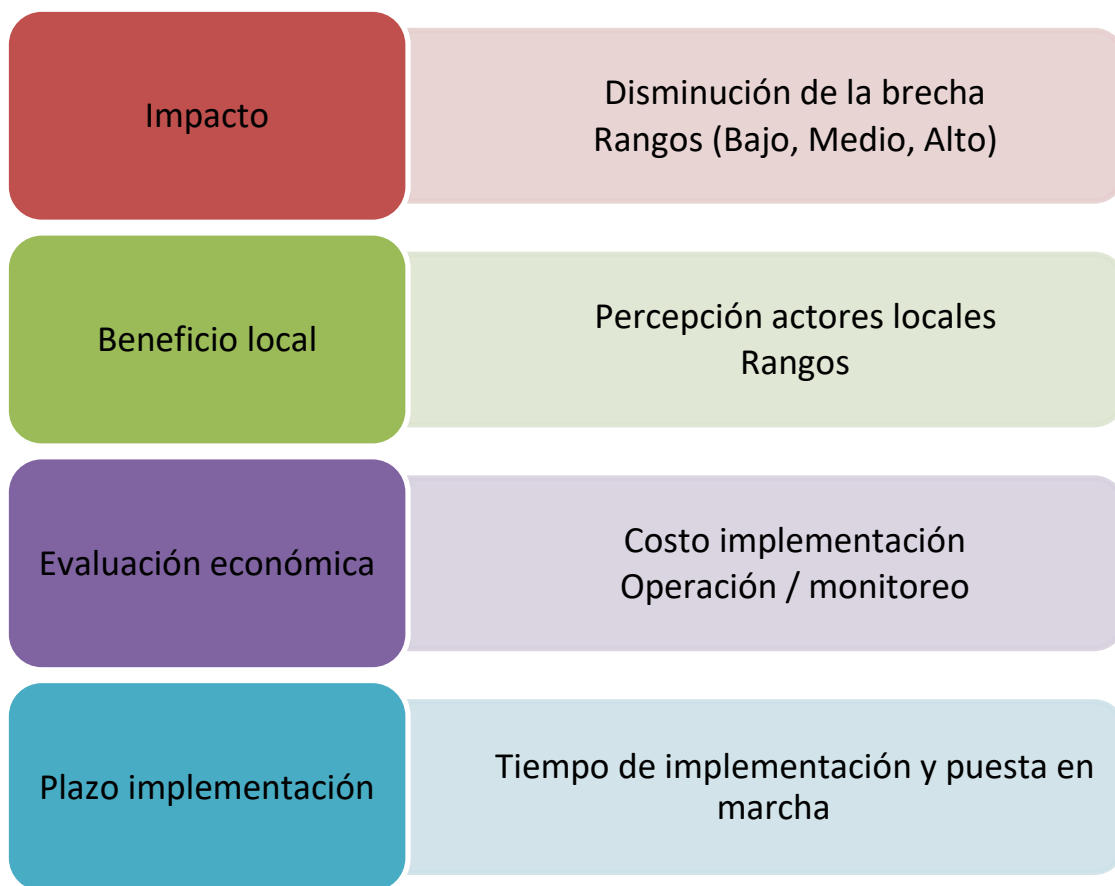 Impacto
Disminución de la brecha
Rangos (Bajo, Medio, Alto)
Beneficio local
Percepción actores locales
Rangos
Evaluación económica
Costo implementación
Operación / monitoreo
Plazo implementación
Tiempo de implementación y puesta en
marcha